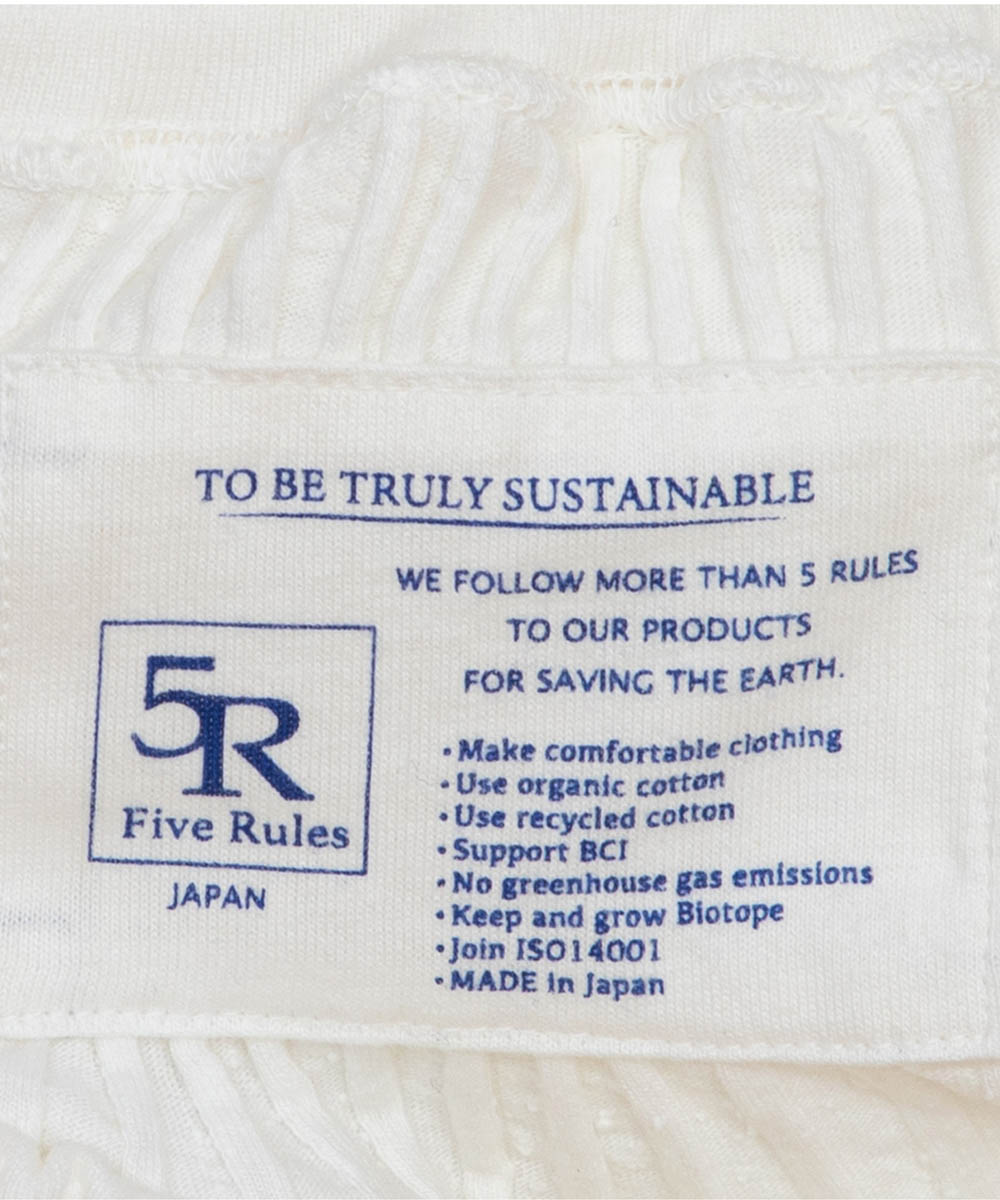 TO BE TRULY SUSTAINABLE
WE FOLLOW MORE THAN 5 RULES
TO OUR PRODUCTS
FOR SAVING THE EARTH.
5R
Five Rules
JAPAN
・Make comfortable clothing
・Use organic cotton
・Use recycled cotton
・Support BCI
・No greenhouse gas emissions
・Keep and grow Biotope
・Join ISO14001
・MADE in Japan